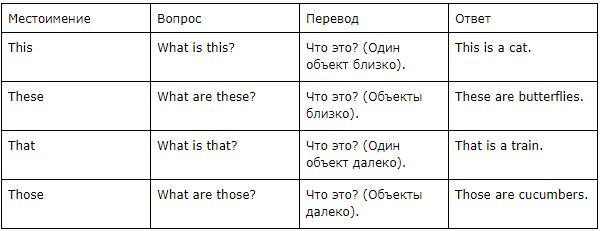 Местоимение Вопрос Перевод Ответ
This What is this? Что это? (Один This is a cat.
объект близко).
These What are these? Что это? (Объекты These are butterflies.
близко).
That What is that? Что это? (Один That is a train.
объект далеко).
Those What are those? Что это? (Объекты Those are cucumbers.
далеко).